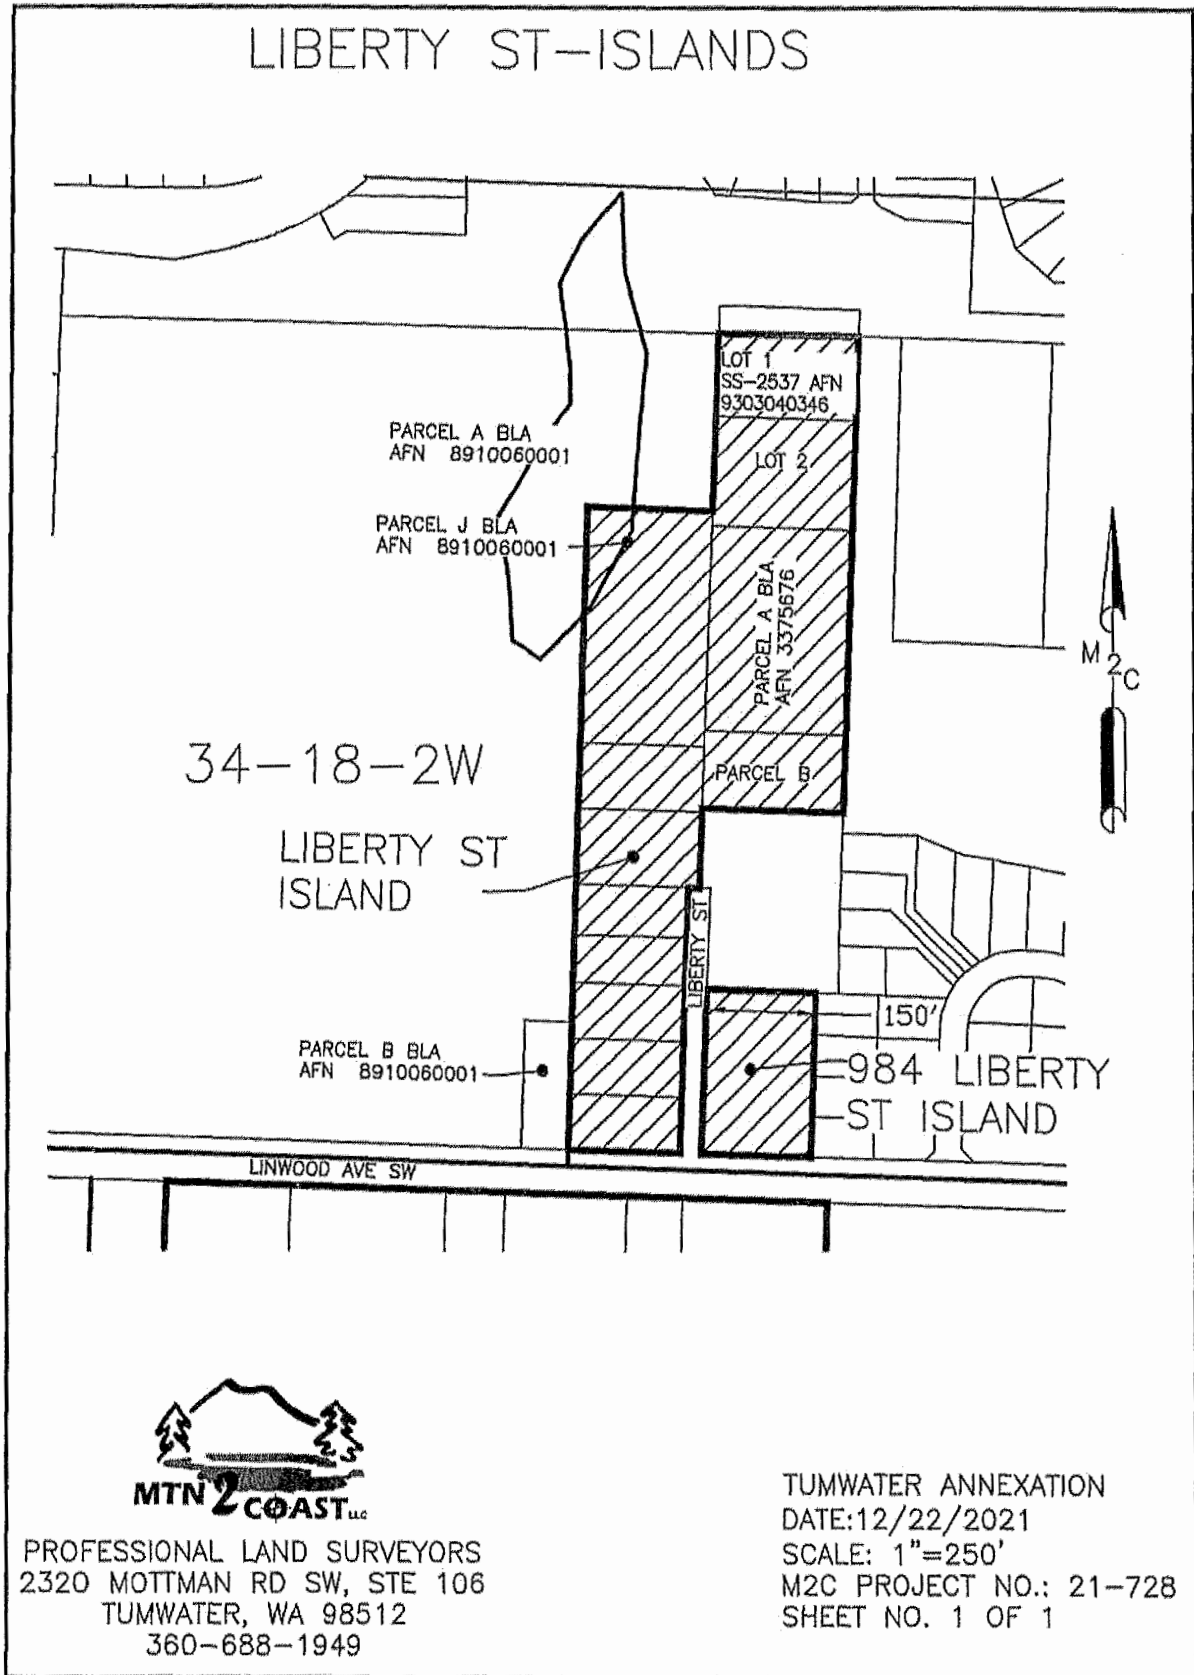 LIBERTY ST-ISLANDS
LOT 1
SS-2537 AFN
9303040346
PARCEL A BLA
AFN 8910060001
LOT 2
PARCEL J BLA
AFN 8910060001
PARCEL A BLA
AFN 3375676
M2C
34-18-2W
PARCEL B
LIBERTY ST
ISLAND
LIBERTY ST
150'
PARCEL B BLA
AFN 8910060001
984 LIBERTY
ST ISLAND
LINWOOD AVE SW
MTN 2 COAST LLC
PROFESSIONAL LAND SURVEYORS
2320 MOTTMAN RD SW, STE 106
TUMWATER, WA 98512
360-688-1949
TUMWATER ANNEXATION
DATE:12/22/2021
SCALE: 1"=250'
M2C PROJECT NO.: 21-728
SHEET NO. 1 OF 1